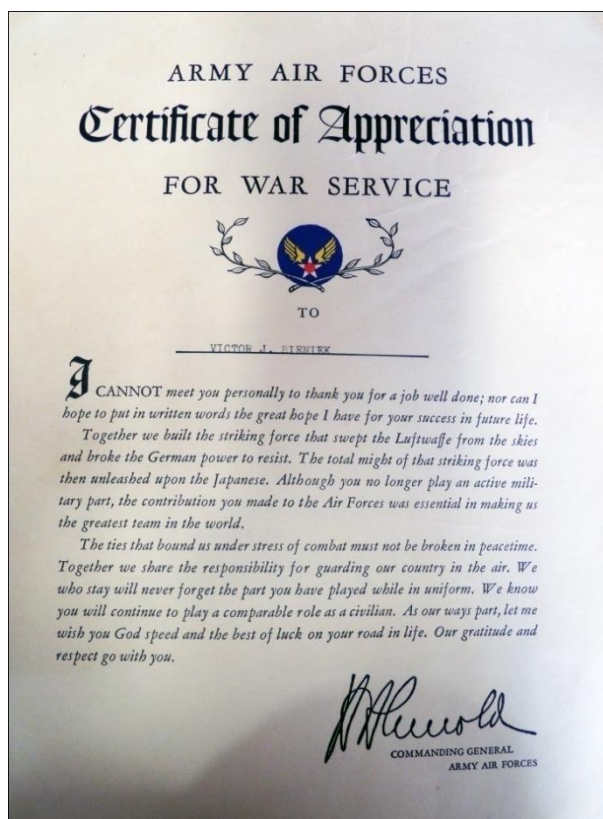 ARMY AIR FORCES
Certificate of Appreciation
FOR WAR SERVICE
TO
VICTOR J. BIENIEK
I CANNOT meet you personally to thank you for a job well done; nor can I
hope to put in written words the great hope I have for your success in future life.
Together we built the striking force that swept the Luftwaffe from the skies
and broke the German power to resist. The total might of that striking force was
then unleashed upon the Japanese. Although you no longer play an active mili-
tary part, the contribution you made to the Air Forces was essential in making us
the greatest team in the world.
The ties that bound us under stress of combat must not be broken in peacetime.
Together we share the responsibility for guarding our country in the air. We
who stay will never forget the part you have played while in uniform. We know
you will continue to play a comparable role as a civilian. As our ways part, let me
wish you God speed and the best of luck on your road in life. Our gratitude and
respect go with you.
H H Arnold
COMMANDING GENERAL
ARMY AIR FORCES